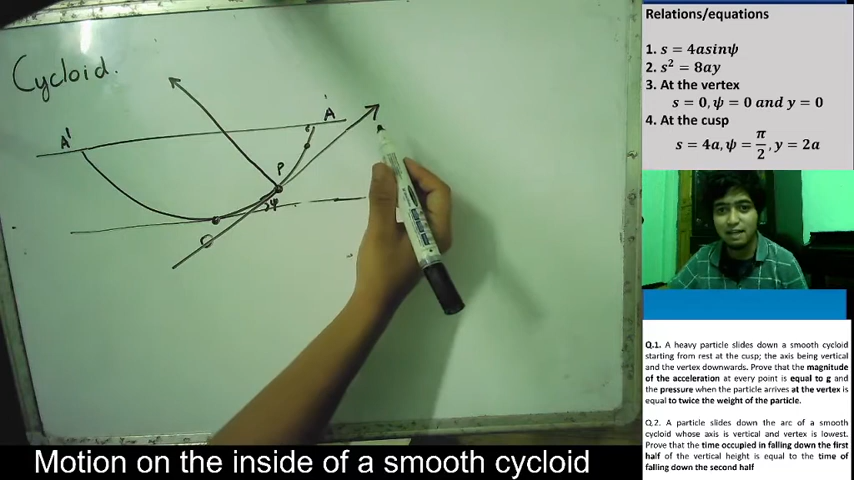 Cycloid.
A'
A
P
ψ
O
Relations/equations
1. s = 4asinψ
2. s² = 8ay
3. At the vertex
s = 0, ψ = 0 and y = 0
4. At the cusp
s = 4a, ψ = π/2, y = 2a
Q.1. A heavy particle slides down a smooth cycloid
starting from rest at the cusp; the axis being vertical
and the vertex downwards. Prove that the magnitude
of the acceleration at every point is equal to g and
the pressure when the particle arrives at the vertex is
equal to twice the weight of the particle.
Q.2. A particle slides down the arc of a smooth
cycloid whose axis is vertical and vertex is lowest.
Prove that the time occupied in falling down the first
half of the vertical height is equal to the time of
falling down the second half
Motion on the inside of a smooth cycloid